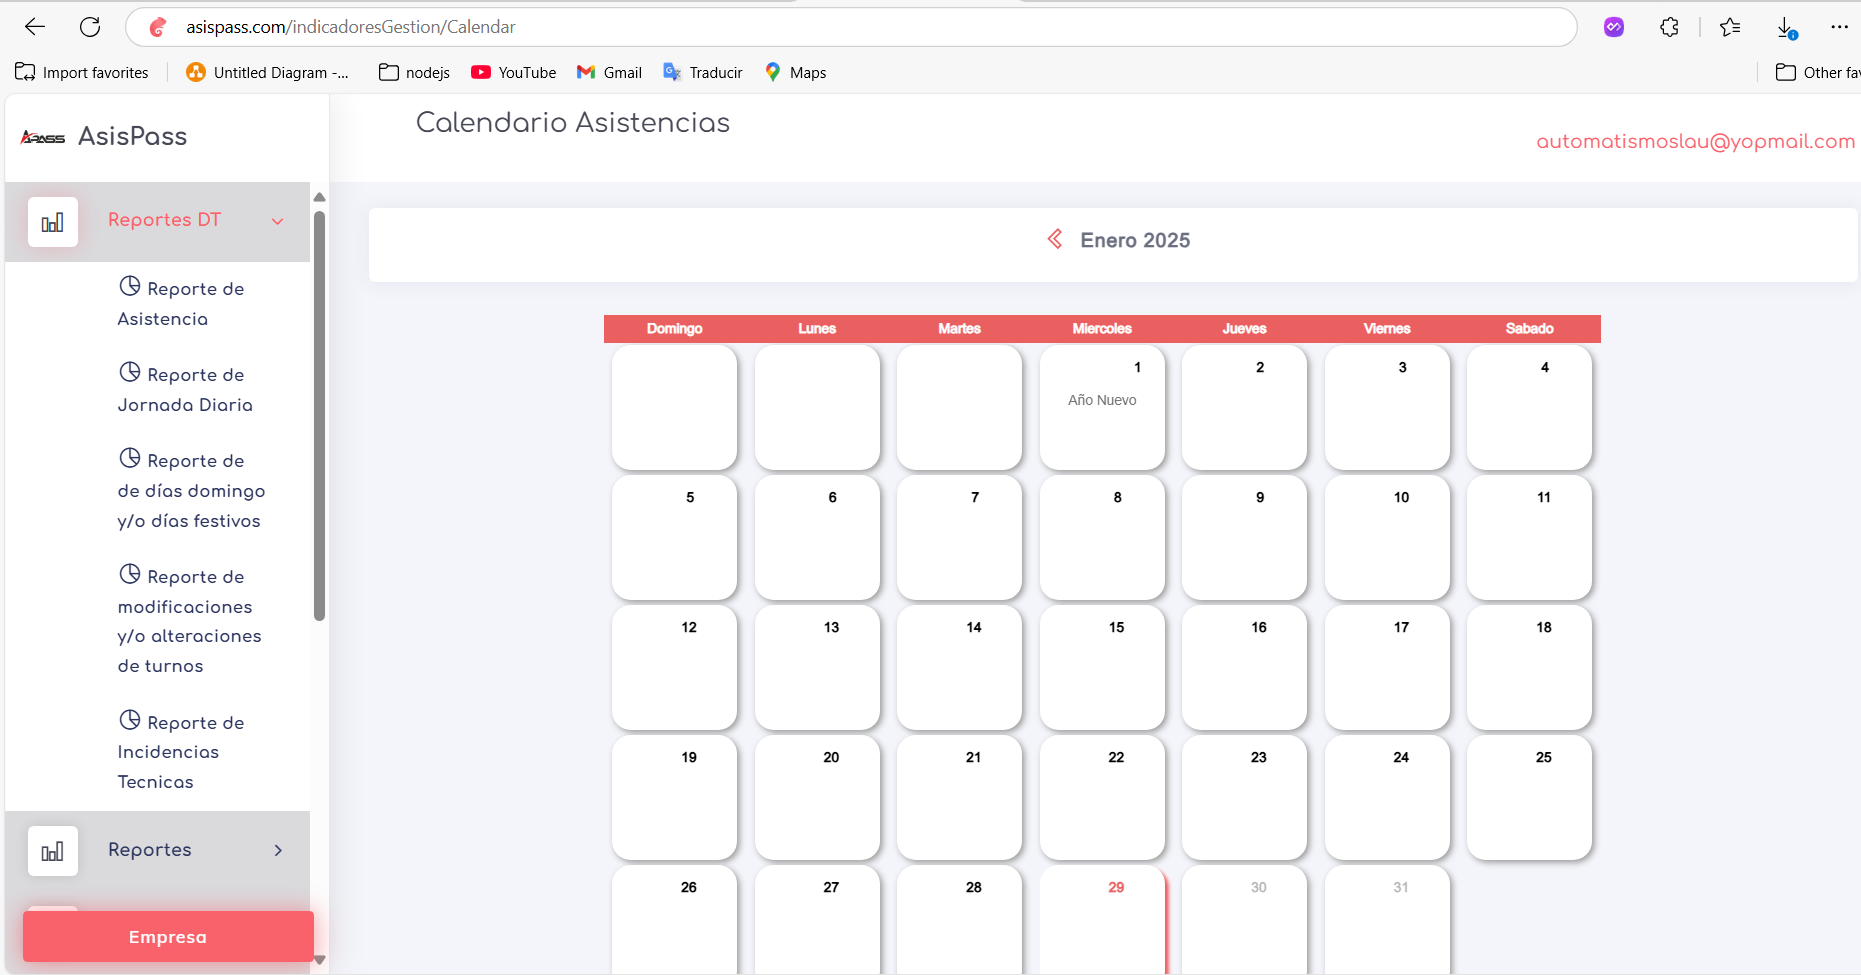 asispass.com/indicadoresGestion/Calendar
Import favorites
Untitled Diagram -...
nodejs
YouTube
Gmail
Traducir
Maps
Other fa
APASS
AsisPass
Calendario Asistencias
automatismoslau@yopmail.com
Reportes DT
Reporte de
Asistencia
Reporte de
Jornada Diaria
Reporte de
de días domingo
y/o días festivos
Reporte de
modificaciones
y/o alteraciones
de turnos
Reporte de
Incidencias
Tecnicas
Reportes
Empresa
Enero 2025
Domingo Lunes Martes Miercoles Jueves Viernes Sabado
1 2 3 4
Año Nuevo
5 6 7 8 9 10 11
12 13 14 15 16 17 18
19 20 21 22 23 24 25
26 27 28 29 30 31